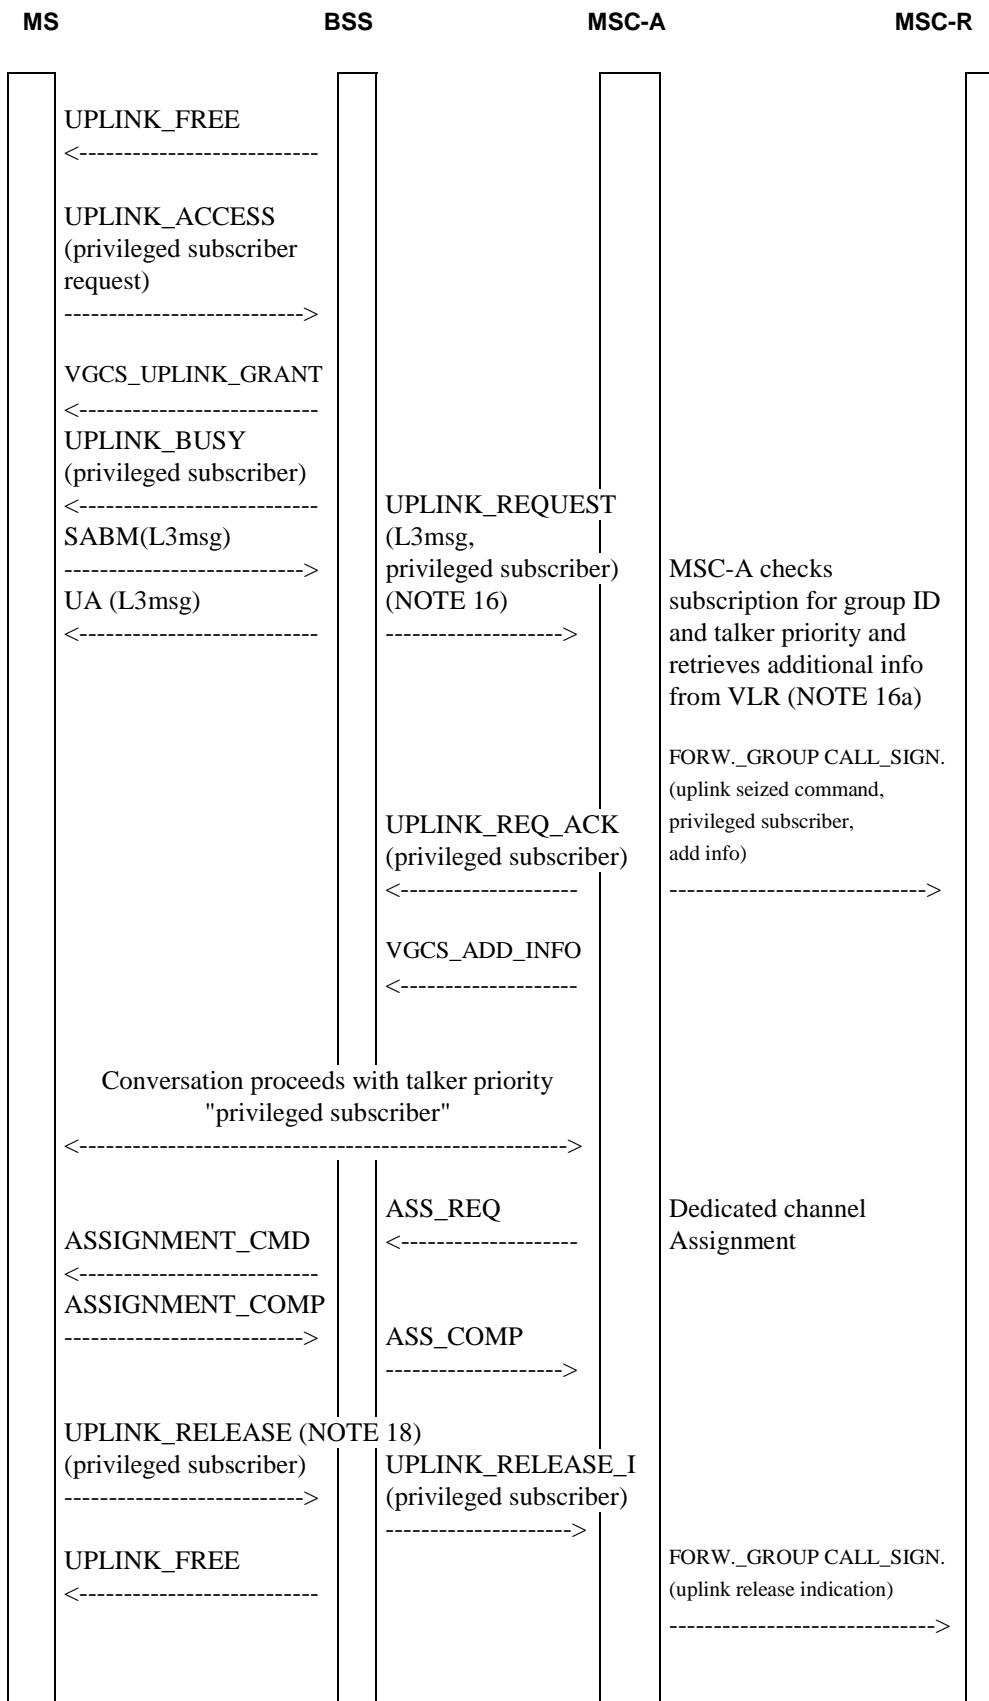 MS BSS MSC-A MSC-R
UPLINK_FREE
<---------------------------
UPLINK_ACCESS
(privileged subscriber
request)
--------------------------->
VGCS_UPLINK_GRANT
<---------------------------
UPLINK_BUSY
(privileged subscriber)
<---------------------------
SABM(L3msg)
--------------------------->
UA (L3msg)
<---------------------------
UPLINK_REQUEST
(L3msg,
privileged subscriber)
(NOTE 16)
-------------------->
MSC-A checks
subscription for group ID
and talker priority and
retrieves additional info
from VLR (NOTE 16a)
FORW._GROUP CALL_SIGN.
(uplink seized command,
privileged subscriber,
add info)
----------------------------->
UPLINK_REQ_ACK
(privileged subscriber)
<--------------------
VGCS_ADD_INFO
<--------------------
Conversation proceeds with talker priority
"privileged subscriber"
<------------------------------------------------------->
ASS_REQ
<--------------------
Dedicated channel
Assignment
ASSIGNMENT_CMD
<---------------------------
ASSIGNMENT_COMP
--------------------------->
ASS_COMP
-------------------->
UPLINK_RELEASE (NOTE 18)
(privileged subscriber)
--------------------------->
UPLINK_RELEASE_I
(privileged subscriber)
--------------------->
UPLINK_FREE
<---------------------------
FORW._GROUP CALL_SIGN.
(uplink release indication)
------------------------------>